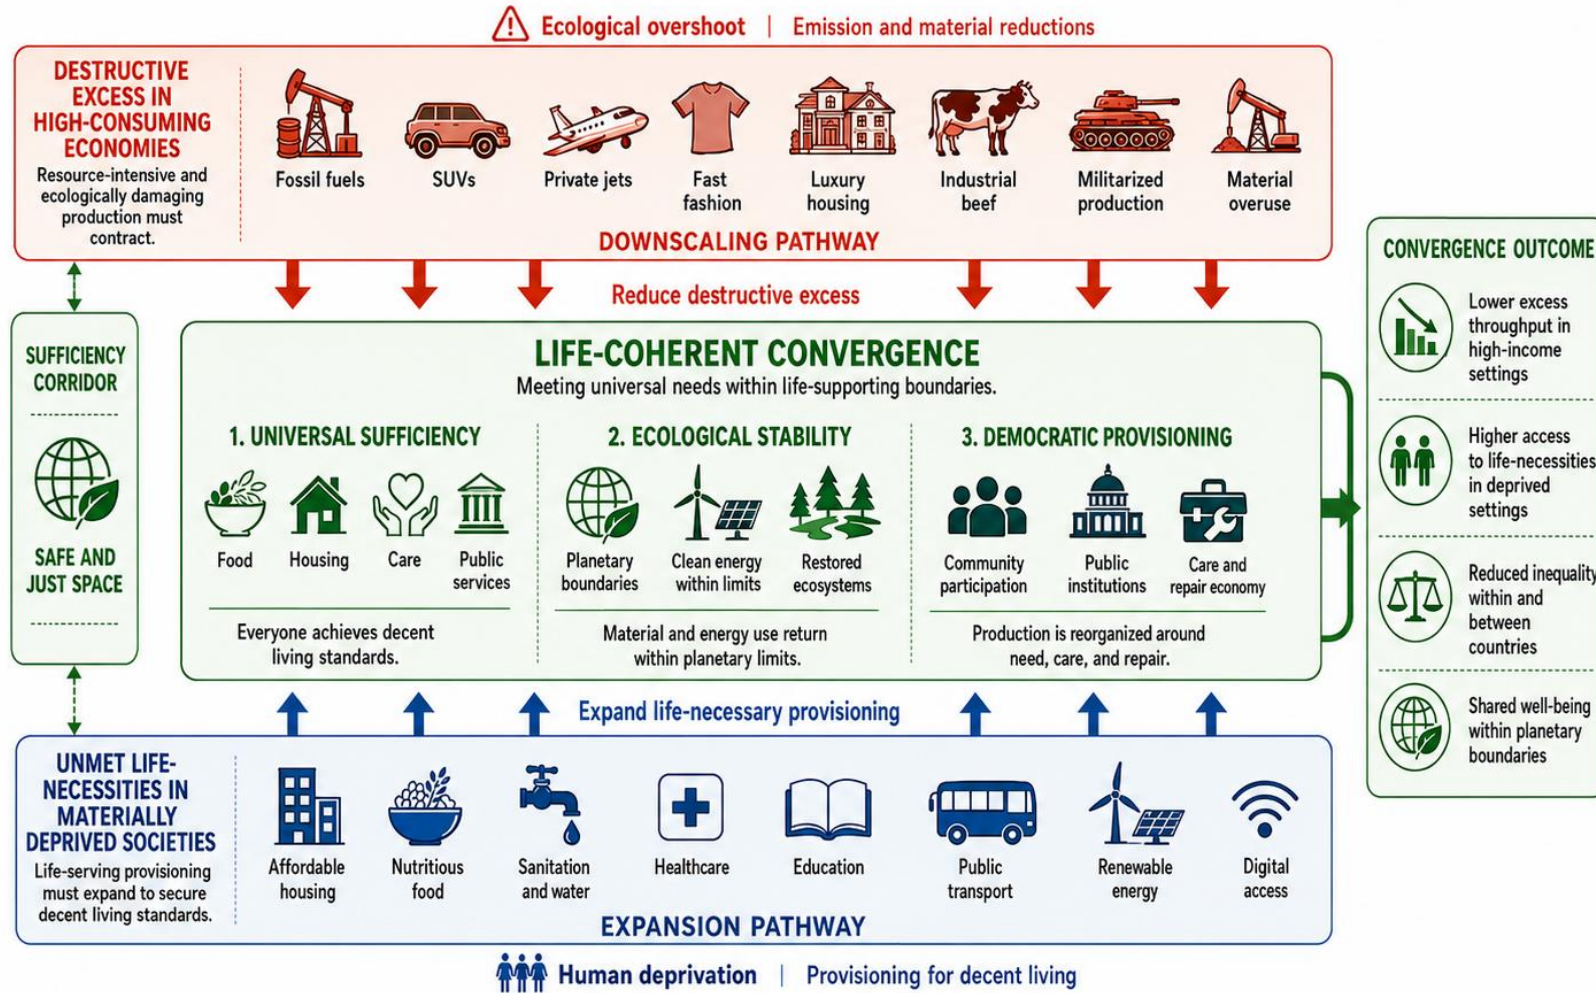 Ecological overshoot | Emission and material reductions
DESTRUCTIVE
EXCESS IN
HIGH-CONSUMING
ECONOMIES
Resource-intensive and
ecologically damaging
production must
contract.
Fossil fuels
SUVs
Private jets
Fast
fashion
Luxury
housing
Industrial
beef
Militarized
production
Material
overuse
DOWNSCALING PATHWAY
Reduce destructive excess
SUFFICIENCY
CORRIDOR
SAFE AND
JUST SPACE
LIFE-COHERENT CONVERGENCE
Meeting universal needs within life-supporting boundaries.
1. UNIVERSAL SUFFICIENCY
Food
Housing
Care
Public
services
Everyone achieves decent
living standards.
2. ECOLOGICAL STABILITY
Planetary
boundaries
Clean energy
within limits
Restored
ecosystems
Material and energy use return
within planetary limits.
3. DEMOCRATIC PROVISIONING
Community
participation
Public
institutions
Care and
repair economy
Production is reorganized around
need, care, and repair.
CONVERGENCE OUTCOME
Lower excess
throughput in
high-income
settings
Higher access
to life-necessities
in deprived
settings
Reduced inequality
within and
between
countries
Shared well-being
within planetary
boundaries
Expand life-necessary provisioning
UNMET LIFE-
NECESSITIES IN
MATERIALLY
DEPRIVED SOCIETIES
Life-serving provisioning
must expand to secure
decent living standards.
Affordable
housing
Nutritious
food
Sanitation
and water
Healthcare
Education
Public
transport
Renewable
energy
Digital
access
EXPANSION PATHWAY
Human deprivation | Provisioning for decent living